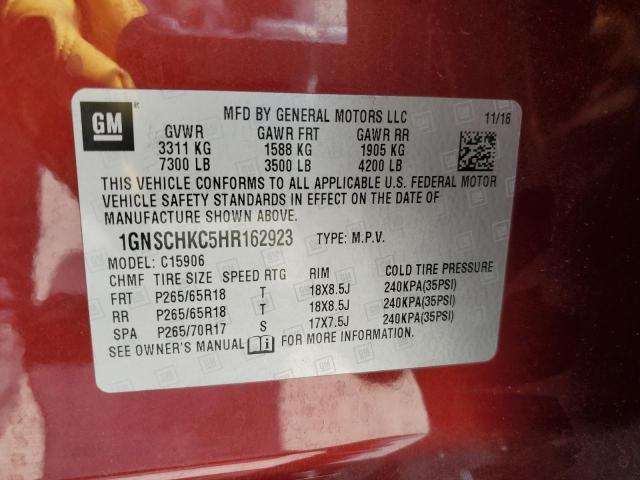 GM
MFD BY GENERAL MOTORS LLC 11/16
GVWR GAWR FRT GAWR RR
3311 KG 1588 KG 1905 KG
7300 LB 3500 LB 4200 LB
THIS VEHICLE CONFORMS TO ALL APPLICABLE U.S. FEDERAL MOTOR
VEHICLE SAFETY STANDARDS IN EFFECT ON THE DATE OF
MANUFACTURE SHOWN ABOVE.
1GNSCHKC5HR162923 TYPE: M.P.V.
MODEL: C15906
CHMF TIRE SIZE SPEED RTG RIM COLD TIRE PRESSURE
FRT P265/65R18 T 18X8.5J 240KPA(35PSI)
RR P265/65R18 T 18X8.5J 240KPA(35PSI)
SPA P265/70R17 S 17X7.5J 240KPA(35PSI)
SEE OWNER'S MANUAL i FOR MORE INFORMATION.